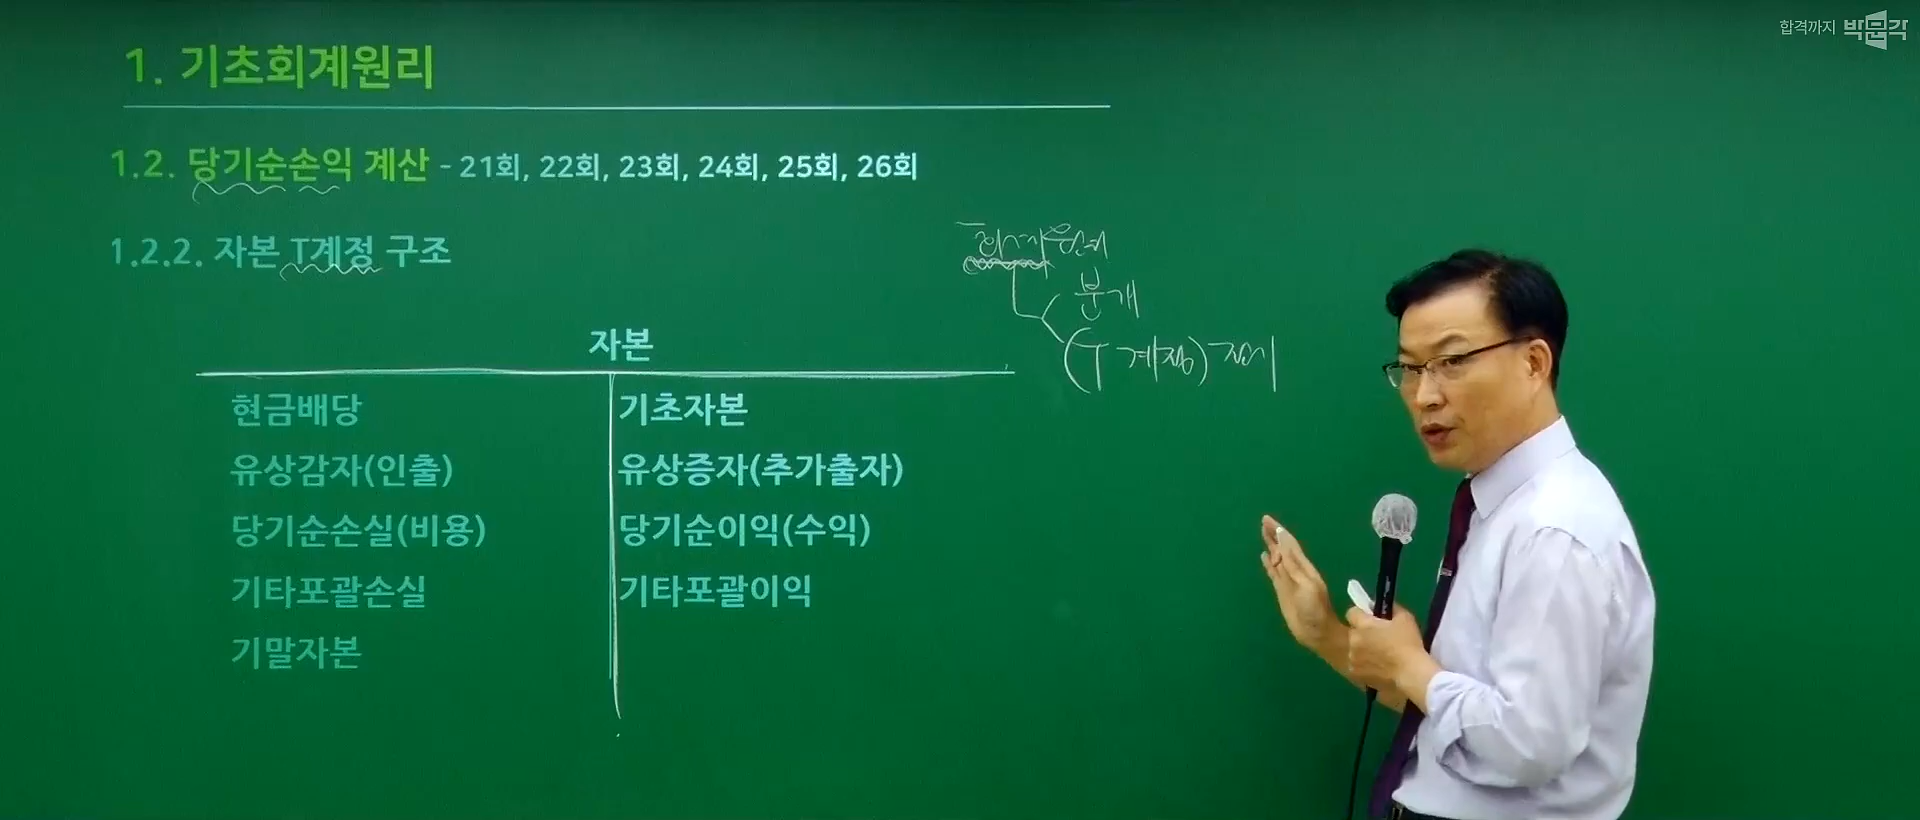 합격까지 박문각
1. 기초회계원리
1.2. 당기순손익 계산 - 21회, 22회, 23회, 24회, 25회, 26회
1.2.2. 자본 T계정 구조
분개
(T 계정) 전기
자본
현금배당 기초자본
유상감자(인출) 유상증자(추가출자)
당기순손실(비용) 당기순이익(수익)
기타포괄손실 기타포괄이익
기말자본